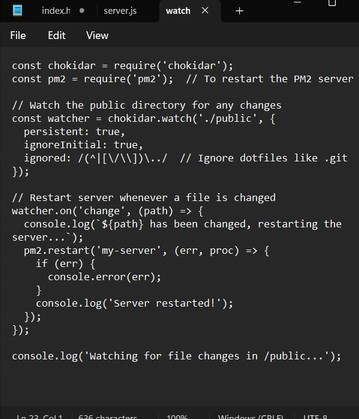 index.h
server.js
watch
File
Edit
View
const chokidar = require('chokidar');
const pm2 = require('pm2');  // To restart the PM2 server
// Watch the public directory for any changes
const watcher = chokidar.watch('./public', {
  persistent: true,
  ignoreInitial: true,
  ignored: /(^|[\/\\])\../  // Ignore dotfiles like .git
});
// Restart server whenever a file is changed
watcher.on('change', (path) => {
  console.log(`${path} has been changed, restarting the
server...`);
  pm2.restart('my-server', (err, proc) => {
    if (err) {
      console.error(err);
    }
    console.log('Server restarted!');
  });
});
console.log('Watching for file changes in /public...');
Ln 23, Col 1
636 characters
100%
Windows (CRLF)
UTF-8